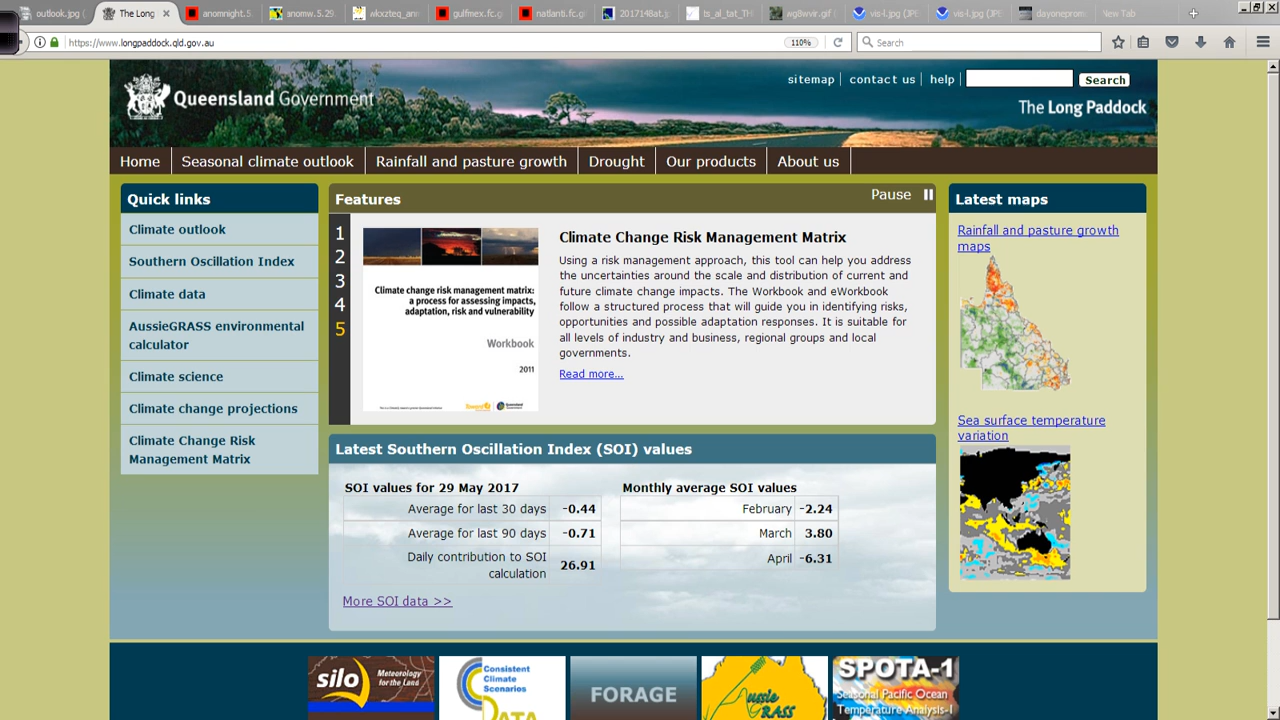 outlook.jpg (
The Long
anomnight.5.
anomw.5.29.
wkxzteq_ann
gulfmex.fc.g
natlanti.fc.g
2017148at.j
ts_al_tat_TH
wg8wvir.gif (
vis-l.jpg (JPE
vis-l.jpg (JPE
dayoneprom
New Tab
https://www.longpaddock.qld.gov.au
110%
Search
Queensland Government
sitemap
contact us
help
Search
The Long Paddock
Home
Seasonal climate outlook
Rainfall and pasture growth
Drought
Our products
About us
Quick links
Climate outlook
Southern Oscillation Index
Climate data
AussieGRASS environmental
calculator
Climate science
Climate change projections
Climate Change Risk
Management Matrix
Features
Pause
1
2
3
4
5
Climate change risk management matrix:
a process for assessing impacts,
adaptation, risk and vulnerability
Workbook
2011
Climate Change Risk Management Matrix
Using a risk management approach, this tool can help you address
the uncertainties around the scale and distribution of current and
future climate change impacts. The Workbook and eWorkbook
follow a structured process that will guide you in identifying risks,
opportunities and possible adaptation responses. It is suitable for
all levels of industry and business, regional groups and local
governments.
Read more...
Latest Southern Oscillation Index (SOI) values
SOI values for 29 May 2017
Average for last 30 days -0.44
Average for last 90 days -0.71
Daily contribution to SOI
calculation 26.91
More SOI data >>
Monthly average SOI values
February -2.24
March 3.80
April -6.31
Latest maps
Rainfall and pasture growth
maps
Sea surface temperature
variation
silo Meteorology
for the Land
Consistent
Climate
Scenarios
DATA
FORAGE
Aussie
GRASS
SPOTA-1
Seasonal Pacific Ocean
Temperature Analysis-1